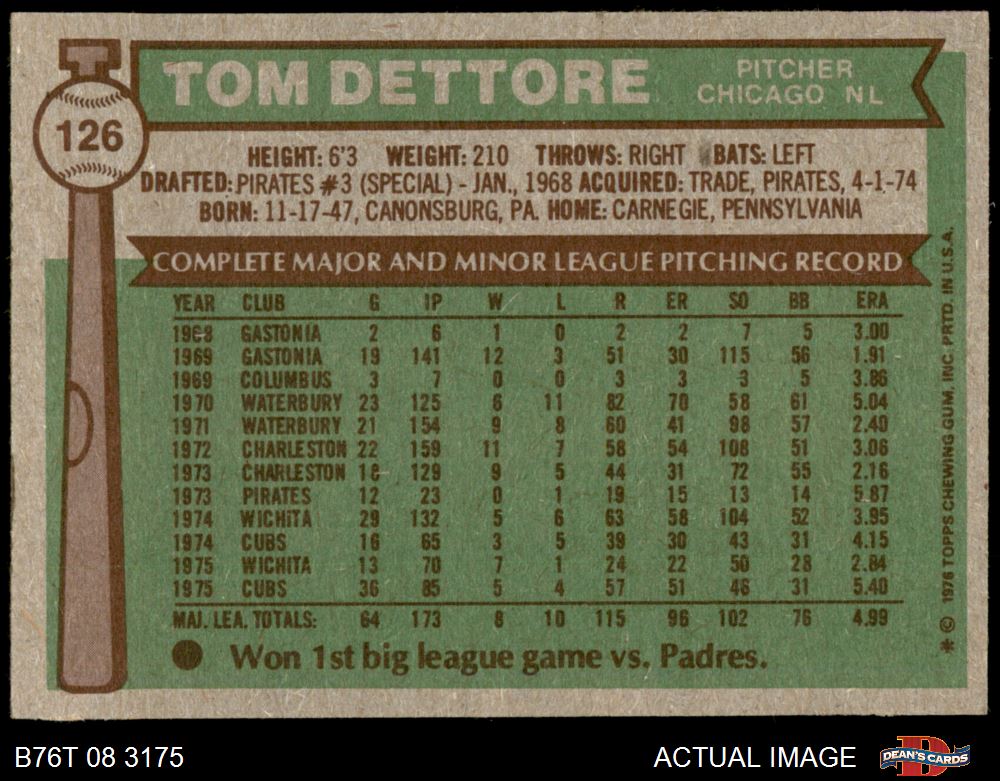 126
TOM DETTORE
PITCHER
CHICAGO NL
HEIGHT: 6'3 WEIGHT: 210 THROWS: RIGHT BATS: LEFT
DRAFTED: PIRATES #3 (SPECIAL) - JAN., 1968 ACQUIRED: TRADE, PIRATES, 4-1-74
BORN: 11-17-47, CANONSBURG, PA. HOME: CARNEGIE, PENNSYLVANIA
COMPLETE MAJOR AND MINOR LEAGUE PITCHING RECORD
YEAR CLUB G IP W L R ER SO BB ERA
1968 GASTONIA 2 6 1 0 2 2 7 5 3.00
1969 GASTONIA 19 141 12 3 51 30 115 56 1.91
1969 COLUMBUS 3 7 0 0 3 3 3 5 3.86
1970 WATERBURY 23 125 6 11 82 70 58 61 5.04
1971 WATERBURY 21 154 9 8 60 41 98 57 2.40
1972 CHARLESTON 22 159 11 7 58 54 108 51 3.06
1973 CHARLESTON 18 129 9 5 44 31 72 55 2.16
1973 PIRATES 12 23 0 1 19 15 13 14 5.87
1974 WICHITA 29 132 5 6 63 58 104 52 3.95
1974 CUBS 16 65 3 5 39 30 43 31 4.15
1975 WICHITA 13 70 7 1 24 22 50 28 2.84
1975 CUBS 36 85 5 4 57 51 46 31 5.40
MAJ. LEA. TOTALS: 64 173 8 10 115 96 102 76 4.99
● Won 1st big league game vs. Padres.
* © 1976 TOPPS CHEWING GUM, INC. PRTD. IN U.S.A.
B76T 08 3175
ACTUAL IMAGE
DEAN'S CARDS